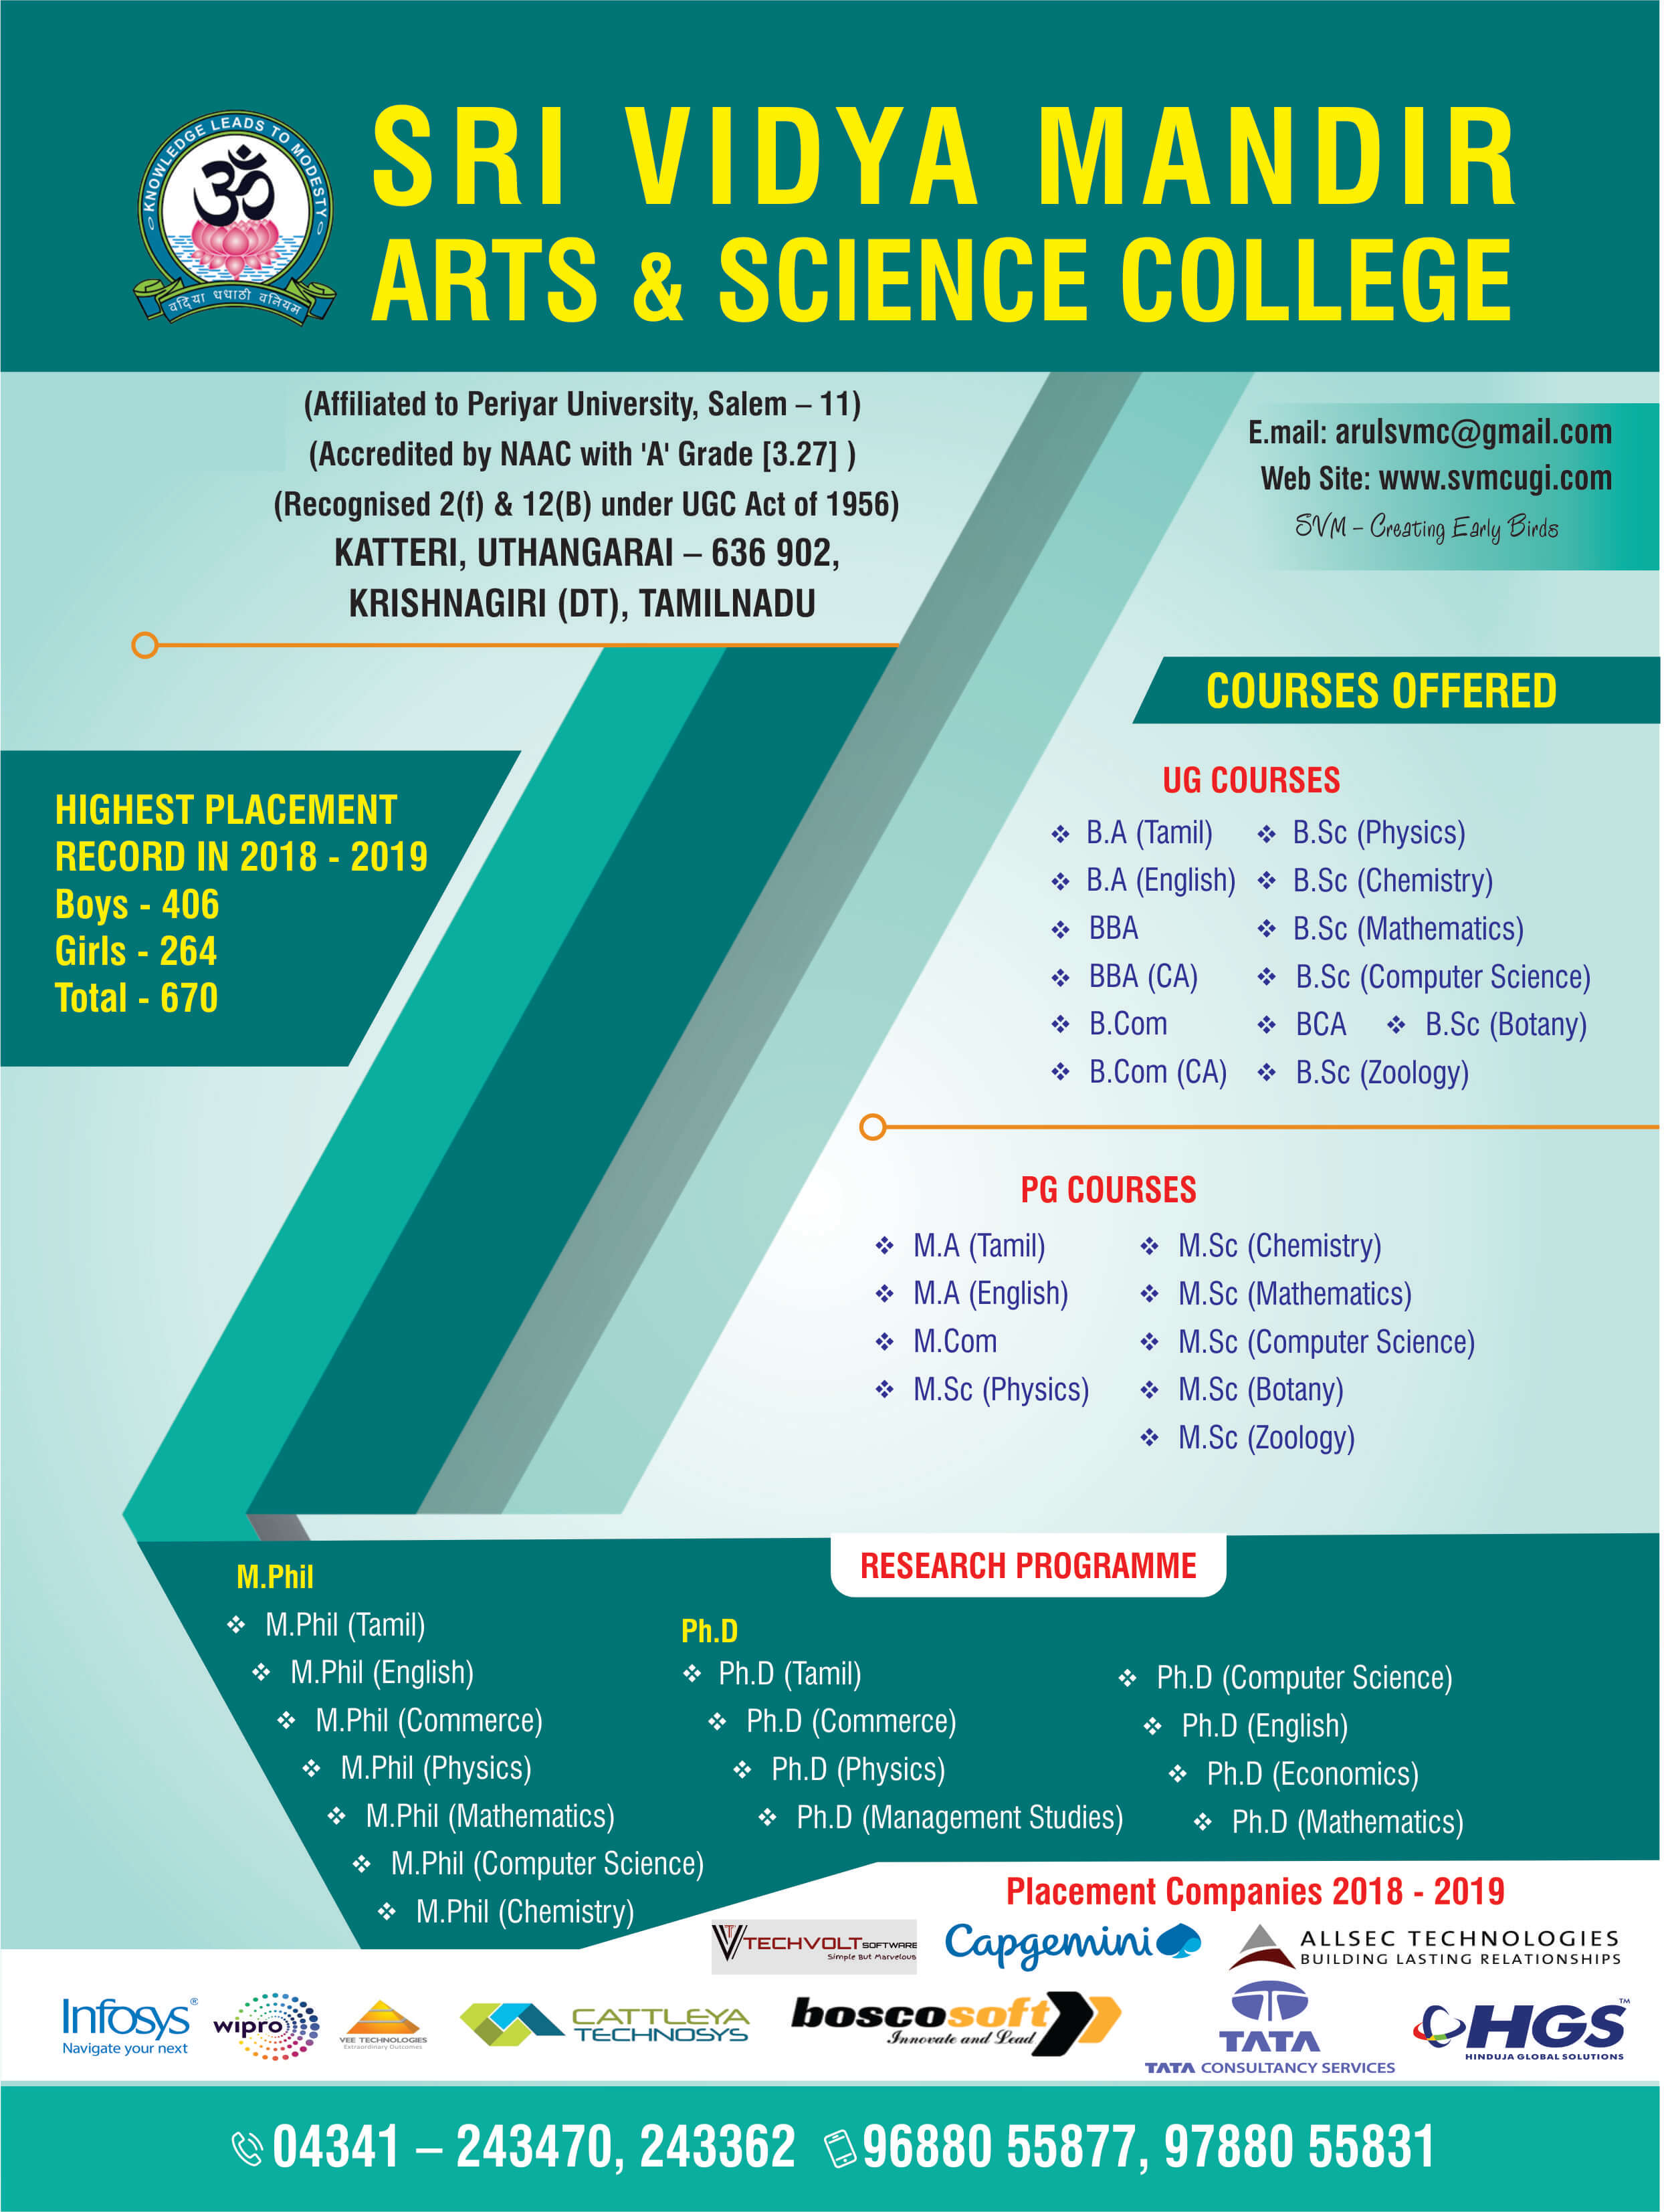 KNOWLEDGE LEADS TO MODESTY
वदिया धधाठी वनियम
SRI VIDYA MANDIR
ARTS & SCIENCE COLLEGE
(Affiliated to Periyar University, Salem – 11)
(Accredited by NAAC with 'A' Grade [3.27] )
(Recognised 2(f) & 12(B) under UGC Act of 1956)
KATTERI, UTHANGARAI – 636 902,
KRISHNAGIRI (DT), TAMILNADU
E.mail: arulsvmc@gmail.com
Web Site: www.svmcugi.com
SVM – Creating Early Birds
HIGHEST PLACEMENT
RECORD IN 2018 - 2019
Boys - 406
Girls - 264
Total - 670
COURSES OFFERED
UG COURSES
❖ B.A (Tamil) ❖ B.Sc (Physics)
❖ B.A (English) ❖ B.Sc (Chemistry)
❖ BBA ❖ B.Sc (Mathematics)
❖ BBA (CA) ❖ B.Sc (Computer Science)
❖ B.Com ❖ BCA ❖ B.Sc (Botany)
❖ B.Com (CA) ❖ B.Sc (Zoology)
PG COURSES
❖ M.A (Tamil) ❖ M.Sc (Chemistry)
❖ M.A (English) ❖ M.Sc (Mathematics)
❖ M.Com ❖ M.Sc (Computer Science)
❖ M.Sc (Physics) ❖ M.Sc (Botany)
❖ M.Sc (Zoology)
RESEARCH PROGRAMME
M.Phil
❖ M.Phil (Tamil)
❖ M.Phil (English)
❖ M.Phil (Commerce)
❖ M.Phil (Physics)
❖ M.Phil (Mathematics)
❖ M.Phil (Computer Science)
❖ M.Phil (Chemistry)
Ph.D
❖ Ph.D (Tamil)
❖ Ph.D (Commerce)
❖ Ph.D (Physics)
❖ Ph.D (Management Studies)
❖ Ph.D (Computer Science)
❖ Ph.D (English)
❖ Ph.D (Economics)
❖ Ph.D (Mathematics)
Placement Companies 2018 - 2019
TECHVOLT SOFTWARE
Simple But Marvelous
Capgemini
ALLSEC TECHNOLOGIES
BUILDING LASTING RELATIONSHIPS
Infosys®
Navigate your next
wipro
VEE TECHNOLOGIES
Extraordinary Outcomes
CATTLEYA
TECHNOSYS
boscosoft
Innovate and Lead
TATA
TATA CONSULTANCY SERVICES
HGS™
HINDUJA GLOBAL SOLUTIONS
04341 – 243470, 243362 96880 55877, 97880 55831